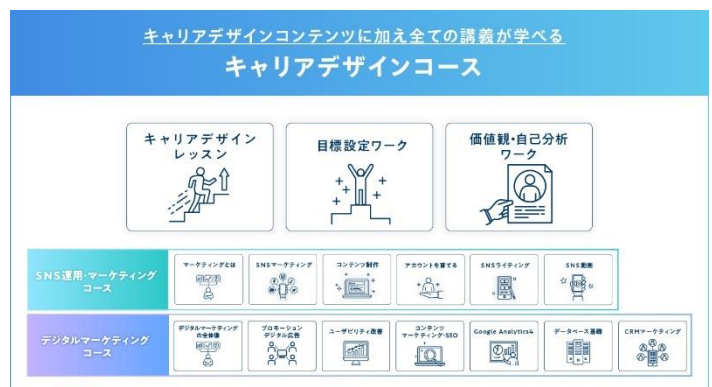 キャリアデザインコンテンツに加え全ての講義が学べる
キャリアデザインコース
キャリアデザイン
レッスン
目標設定ワーク
価値観・自己分析
ワーク
SNS運用・マーケティング
コース
マーケティングとは
SNSマーケティング
コンテンツ制作
アカウントを育てる
SNSライティング
SNS動画
デジタルマーケティング
コース
デジタルマーケティング
の全体像
プロモーション
デジタル広告
ユーザビリティ改善
コンテンツ
マーケティング・SEO
Google Analytics4
データベース基礎
CRMマーケティング